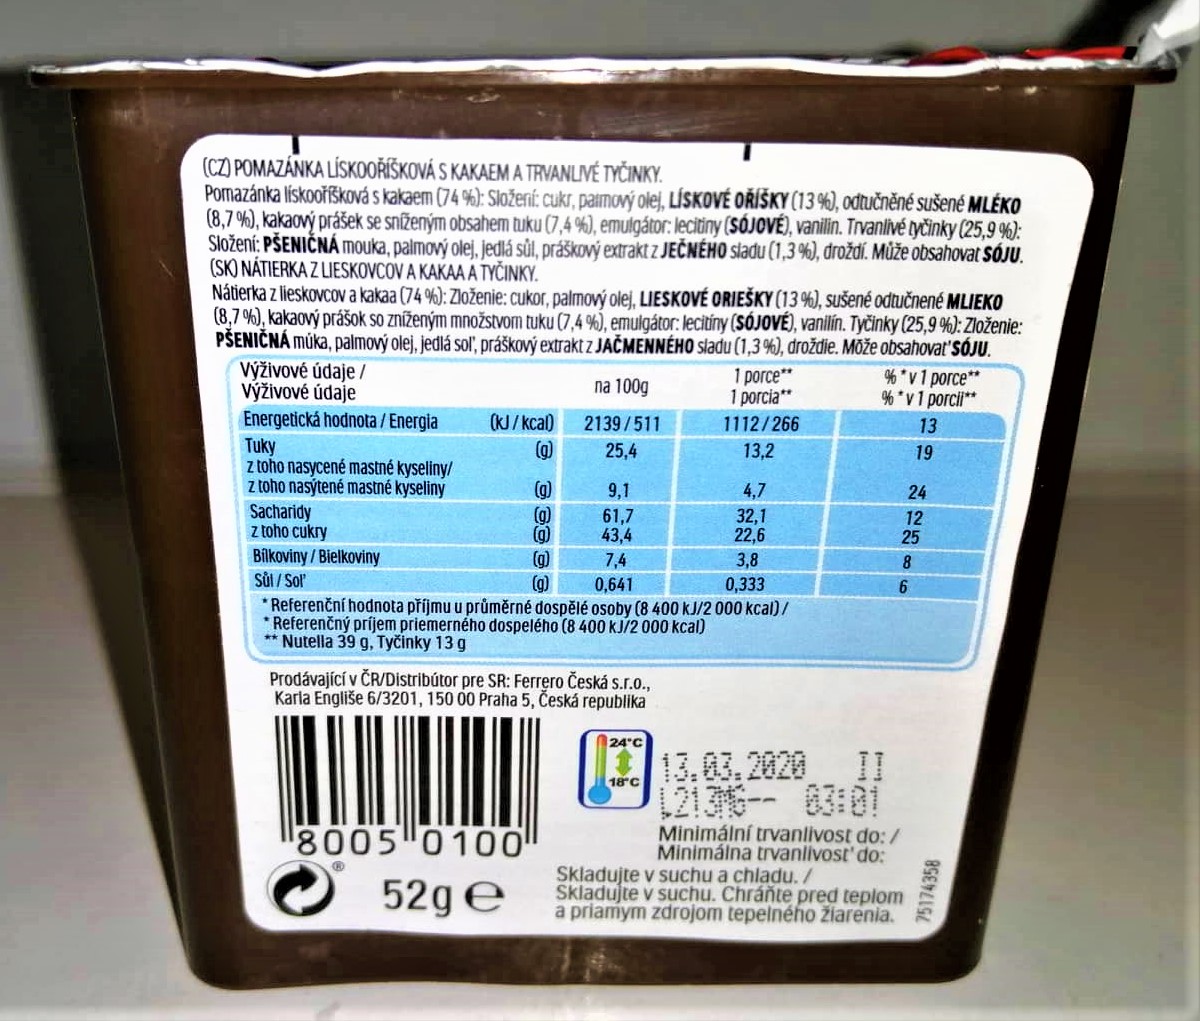 (CZ) POMAZÁNKA LÍSKOOŘÍŠKOVÁ S KAKAEM A TRVANLIVÉ TYČINKY.
Pomazánka lískooříšková s kakaem (74 %): Složení: cukr, palmový olej, LÍSKOVÉ OŘÍŠKY (13 %), odtučněné sušené MLÉKO
(8,7 %), kakaový prášek se sníženým obsahem tuku (7,4 %), emulgátor: lecitiny (SÓJOVÉ), vanilin. Trvanlivé tyčinky (25,9 %):
Složení: PŠENIČNÁ mouka, palmový olej, jedlá sůl, práškový extrakt z JEČNÉHO sladu (1,3 %), droždí. Může obsahovat SÓJU.
(SK) NÁTIERKA Z LIESKOVCOV A KAKAA A TYČINKY.
Nátierka z lieskovcov a kakaa (74 %): Zloženie: cukor, palmový olej, LIESKOVÉ ORIEŠKY (13 %), sušené odtučnené MLIEKO
(8,7 %), kakaový prášok so zníženým množstvom tuku (7,4 %), emulgátor: lecitíny (SÓJOVÉ), vanilín. Tyčinky (25,9 %): Zloženie:
PŠENIČNÁ múka, palmový olej, jedlá soľ, práškový extrakt z JAČMENNÉHO sladu (1,3 %), droždie. Môže obsahovať SÓJU.
Výživové údaje /
Výživové údaje
na 100g
1 porce**
1 porcia**
% * v 1 porce**
% * v 1 porcii**
Energetická hodnota / Energia (kJ / kcal) 2139 / 511 1112 / 266 13
Tuky (g) 25,4 13,2 19
z toho nasycené mastné kyseliny/
z toho nasýtené mastné kyseliny (g) 9,1 4,7 24
Sacharidy (g) 61,7 32,1 12
z toho cukry (g) 43,4 22,6 25
Bílkoviny / Bielkoviny (g) 7,4 3,8 8
Sůl / Soľ (g) 0,641 0,333 6
* Referenční hodnota příjmu u průměrné dospělé osoby (8 400 kJ/2 000 kcal) /
* Referenčný príjem priemerného dospelého (8 400 kJ/2 000 kcal)
** Nutella 39 g, Tyčinky 13 g
Prodávající v ČR/Distribútor pre SR: Ferrero Česká s.r.o.,
Karla Engliše 6/3201, 150 00 Praha 5, Česká republika
24°C
18°C
13.03.2020 II
L213MG-- 03:01
Minimální trvanlivost do: /
Minimálna trvanlivosť do:
8005 0100
®
52g e
Skladujte v suchu a chladu. /
Skladujte v suchu. Chráňte pred teplom
a priamym zdrojom tepelného žiarenia.
75174358